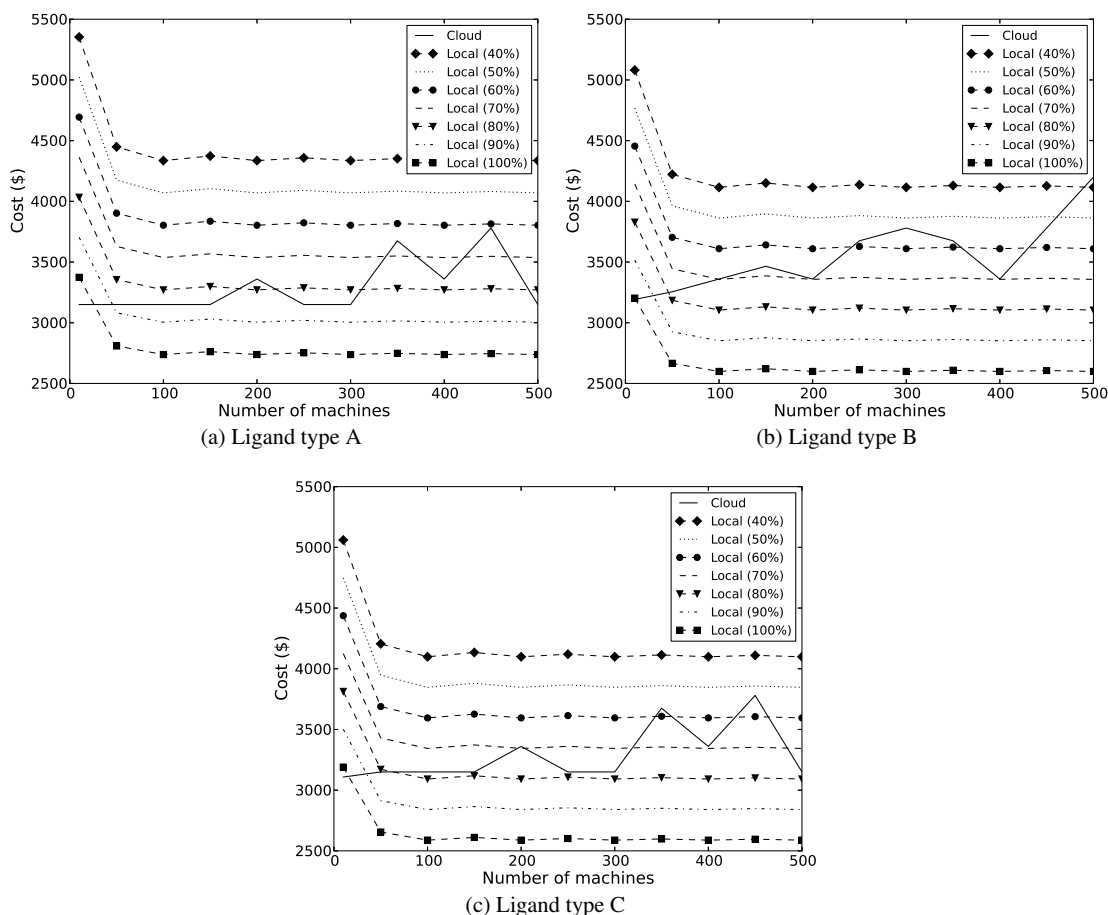 5500
5000
4500
4000
3500
3000
2500
Cost ($)
0 100 200 300 400 500
Number of machines
Cloud
Local (40%)
Local (50%)
Local (60%)
Local (70%)
Local (80%)
Local (90%)
Local (100%)
(a) Ligand type A
5500
5000
4500
4000
3500
3000
2500
Cost ($)
0 100 200 300 400 500
Number of machines
Cloud
Local (40%)
Local (50%)
Local (60%)
Local (70%)
Local (80%)
Local (90%)
Local (100%)
(b) Ligand type B
5500
5000
4500
4000
3500
3000
2500
Cost ($)
0 100 200 300 400 500
Number of machines
Cloud
Local (40%)
Local (50%)
Local (60%)
Local (70%)
Local (80%)
Local (90%)
Local (100%)
(c) Ligand type C